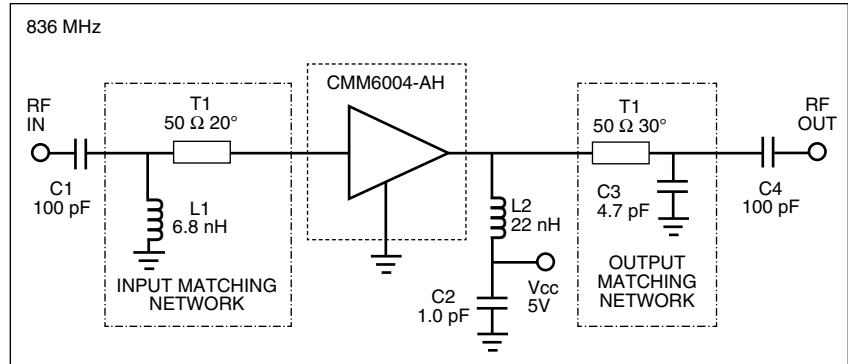 836 MHz
CMM6004-AH
T1
50 Ω 20°
T1
50 Ω 30°
RF
IN
RF
OUT
C1
100 pF
L1
6.8 nH
L2
22 nH
C3
4.7 pF
C4
100 pF
INPUT MATCHING
NETWORK
C2
1.0 pF
Vcc
5V
OUTPUT
MATCHING
NETWORK